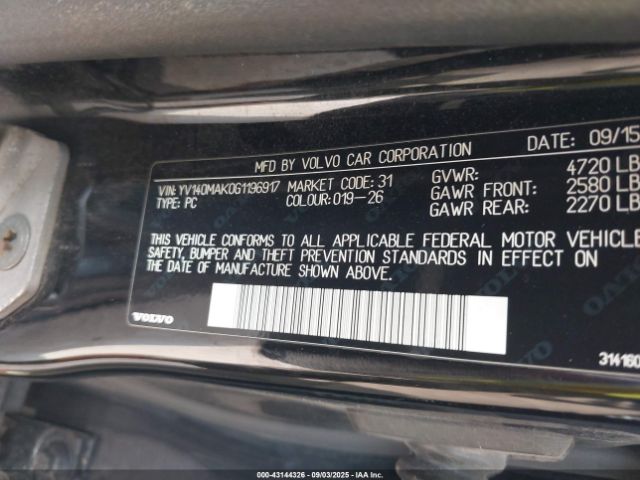 MFD BY VOLVO CAR CORPORATION DATE: 09/15
VIN: YV140MAK0G1196917 MARKET CODE: 31 GVWR: 4720 LB
TYPE: PC COLOUR: 019-26 GAWR FRONT: 2580 LB
GAWR REAR: 2270 LB
THIS VEHICLE CONFORMS TO ALL APPLICABLE FEDERAL MOTOR VEHICLE
SAFETY, BUMPER AND THEFT PREVENTION STANDARDS IN EFFECT ON
THE DATE OF MANUFACTURE SHOWN ABOVE.
VOLVO
314160
000-43144326 - 09/03/2025 - IAA Inc.